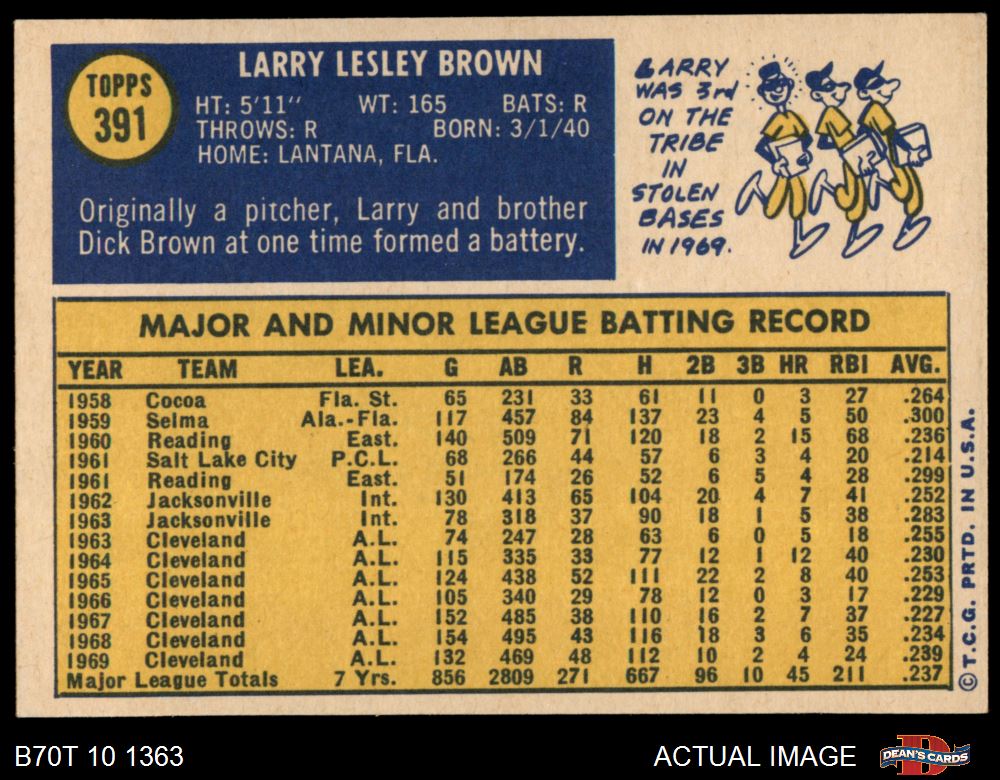 TOPPS
391
LARRY LESLEY BROWN
HT: 5'11" WT: 165 BATS: R
THROWS: R BORN: 3/1/40
HOME: LANTANA, FLA.
Originally a pitcher, Larry and brother
Dick Brown at one time formed a battery.
LARRY
WAS 3rd
ON THE
TRIBE
IN
STOLEN
BASES
IN 1969.
MAJOR AND MINOR LEAGUE BATTING RECORD
YEAR TEAM LEA. G AB R H 2B 3B HR RBI AVG.
1958 Cocoa Fla. St. 65 231 33 61 11 0 3 27 .264
1959 Selma Ala.-Fla. 117 457 84 137 23 4 5 50 .300
1960 Reading East. 140 509 71 120 18 2 15 68 .236
1961 Salt Lake City P.C.L. 68 266 44 57 6 3 4 20 .214
1961 Reading East. 51 174 26 52 6 5 4 28 .299
1962 Jacksonville Int. 130 413 65 104 20 4 7 41 .252
1963 Jacksonville Int. 78 318 37 90 18 1 5 38 .283
1963 Cleveland A.L. 74 247 28 63 6 0 5 18 .255
1964 Cleveland A.L. 115 335 33 77 12 1 12 40 .230
1965 Cleveland A.L. 124 438 52 111 22 2 8 40 .253
1966 Cleveland A.L. 105 340 29 78 12 0 3 17 .229
1967 Cleveland A.L. 152 485 38 110 16 2 7 37 .227
1968 Cleveland A.L. 154 495 43 116 18 3 6 35 .234
1969 Cleveland A.L. 132 469 48 112 10 2 4 24 .239
Major League Totals 7 Yrs. 856 2809 271 667 96 10 45 211 .237
© T.C.G. PRTD. IN U.S.A.
B70T 10 1363
ACTUAL IMAGE
DEAN'S CARDS